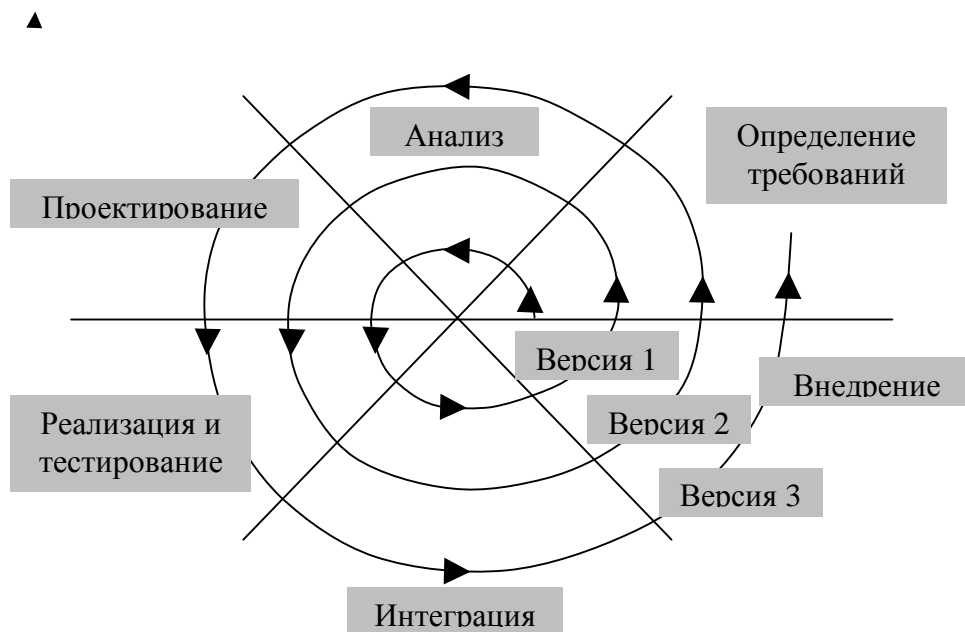 Анализ
Определение
требований
Проектирование
Версия 1
Внедрение
Реализация и
тестирование
Версия 2
Версия 3
Интеграция